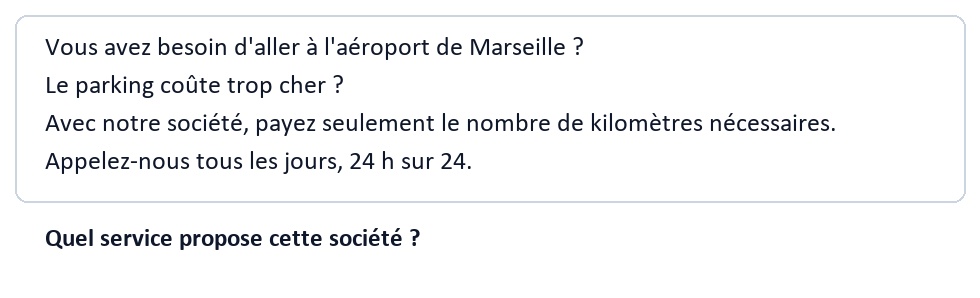 Vous avez besoin d'aller à l'aéroport de Marseille ?
Le parking coûte trop cher ?
Avec notre société, payez seulement le nombre de kilomètres nécessaires.
Appelez-nous tous les jours, 24 h sur 24.
Quel service propose cette société ?